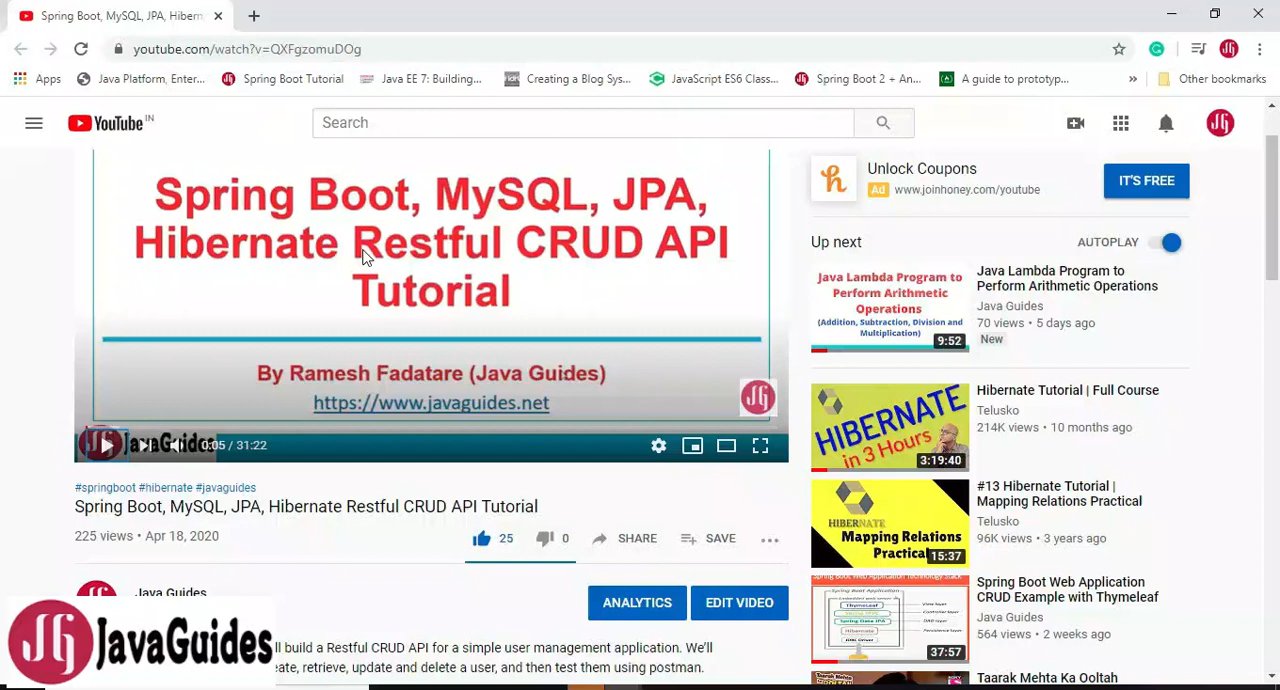 Spring Boot, MySQL, JPA, Hibern
youtube.com/watch?v=QXFgzomuDOg
Apps
Java Platform, Enter...
Spring Boot Tutorial
Java EE 7: Building...
Creating a Blog Sys...
JavaScript ES6 Class...
Spring Boot 2 + An...
A guide to prototyp...
»
Other bookmarks
YouTube IN
Search
Spring Boot, MySQL, JPA,
Hibernate Restful CRUD API
Tutorial
By Ramesh Fadatare (Java Guides)
https://www.javaguides.net
JavaGuides
0:05 / 31:22
#springboot #hibernate #javaguides
Spring Boot, MySQL, JPA, Hibernate Restful CRUD API Tutorial
225 views • Apr 18, 2020
25
0
SHARE
SAVE
Java Guides
ANALYTICS
EDIT VIDEO
ll build a restful CRUD API for a simple user management application. We'll
eate, retrieve, update and delete a user, and then test them using postman.
JavaGuides
Unlock Coupons
Ad
www.joinhoney.com/youtube
IT'S FREE
Up next
AUTOPLAY
Java Lambda Program to
Perform Arithmetic
Operations
(Addition, Subtraction, Division and
Multiplication)
9:52
Java Lambda Program to
Perform Arithmetic Operations
Java Guides
70 views • 5 days ago
New
HIBERNATE
in 3 Hours
3:19:40
Hibernate Tutorial | Full Course
Telusko
214K views • 10 months ago
HIBERNATE
Mapping Relations
Practical
15:37
#13 Hibernate Tutorial |
Mapping Relations Practical
Telusko
96K views • 3 years ago
Spring Boot Web Application Technology Stack
37:57
Spring Boot Web Application
CRUD Example with Thymeleaf
Java Guides
564 views • 2 weeks ago
Taarak Mehta Ka Ooltah